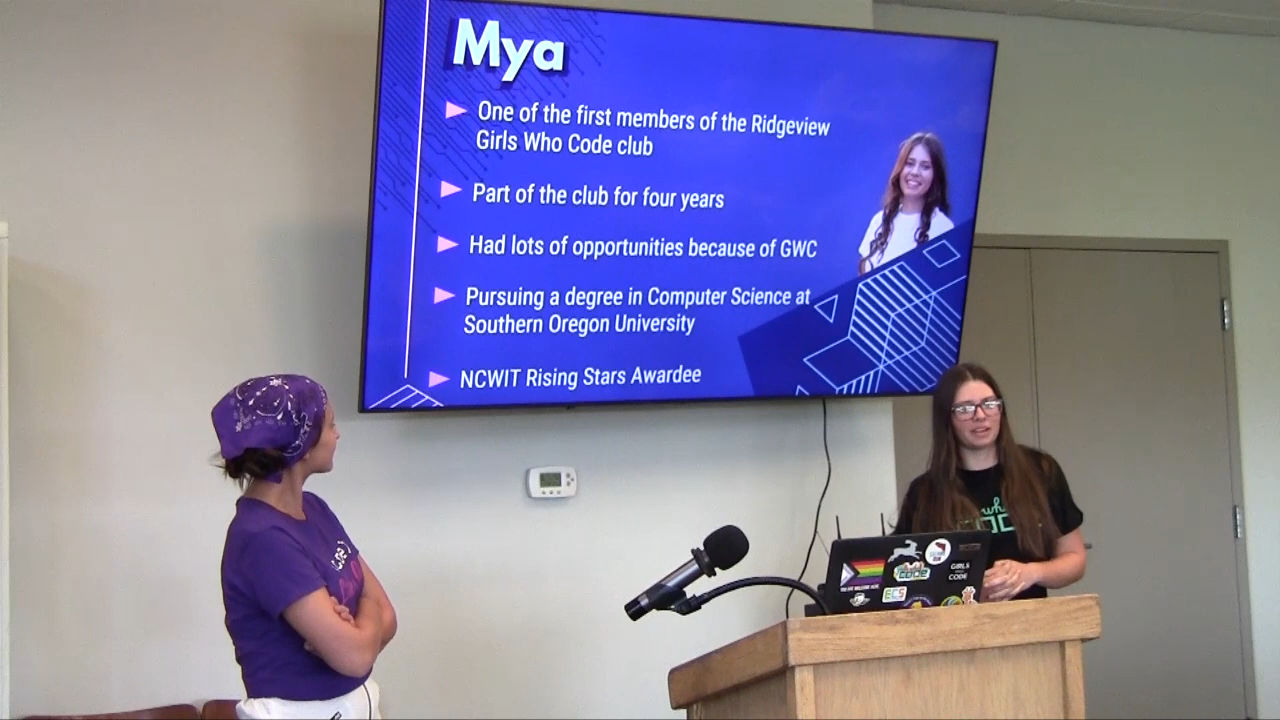 Mya
One of the first members of the Ridgeview
Girls Who Code club
Part of the club for four years
Had lots of opportunities because of GWC
Pursuing a degree in Computer Science at
Southern Oregon University
NCWIT Rising Stars Awardee
GIRLS
CODE
code
ECS